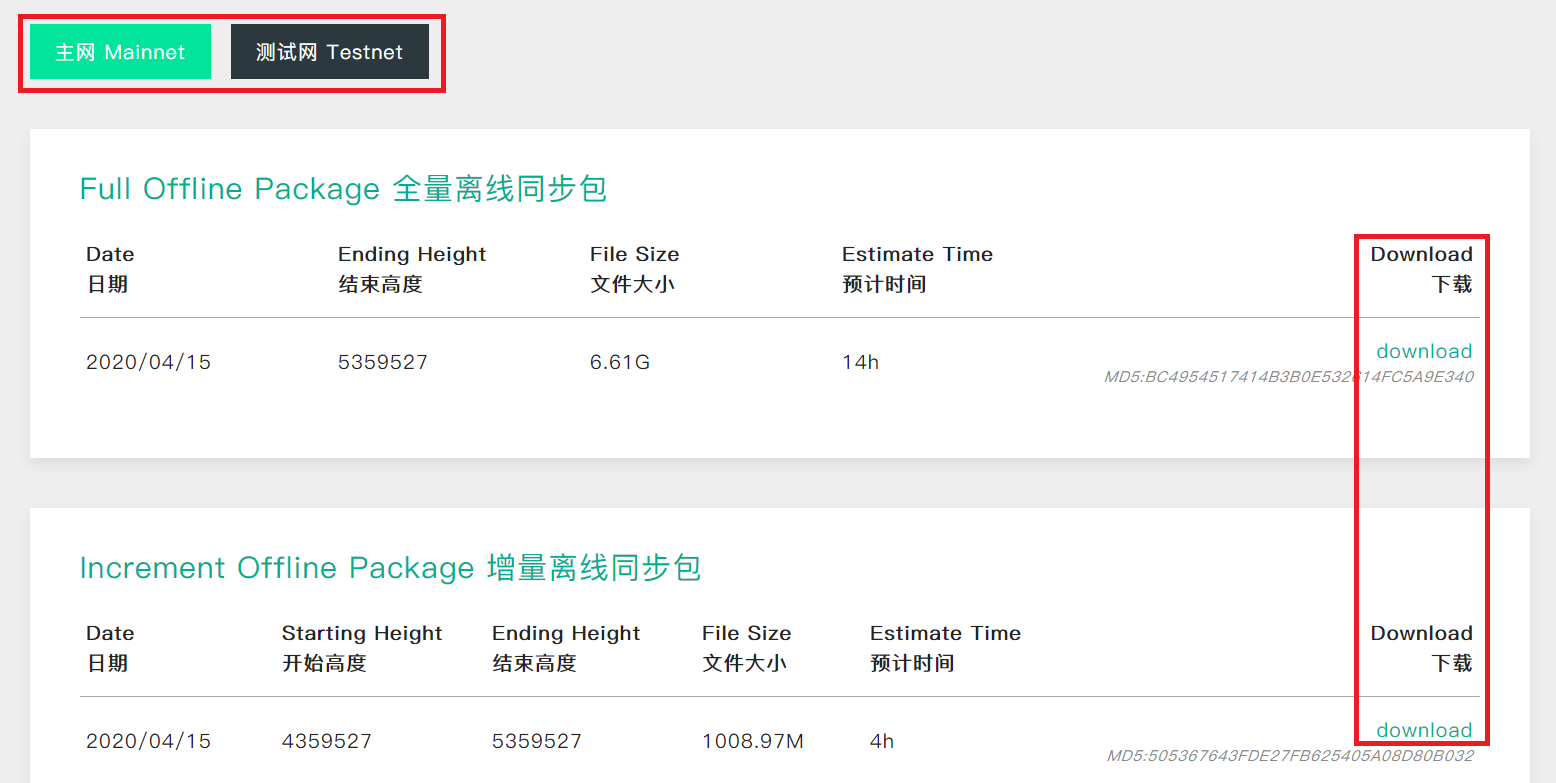 主网 Mainnet 测试网 Testnet
Full Offline Package 全量离线同步包
Date Ending Height File Size Estimate Time Download
日期 结束高度 文件大小 预计时间 下载
2020/04/15 5359527 6.61G 14h download
MD5:BC4954517414B3B0E532614FC5A9E340
Increment Offline Package 增量离线同步包
Date Starting Height Ending Height File Size Estimate Time Download
日期 开始高度 结束高度 文件大小 预计时间 下载
2020/04/15 4359527 5359527 1008.97M 4h download
MD5:505367643FDE27FB625405A08D80B032